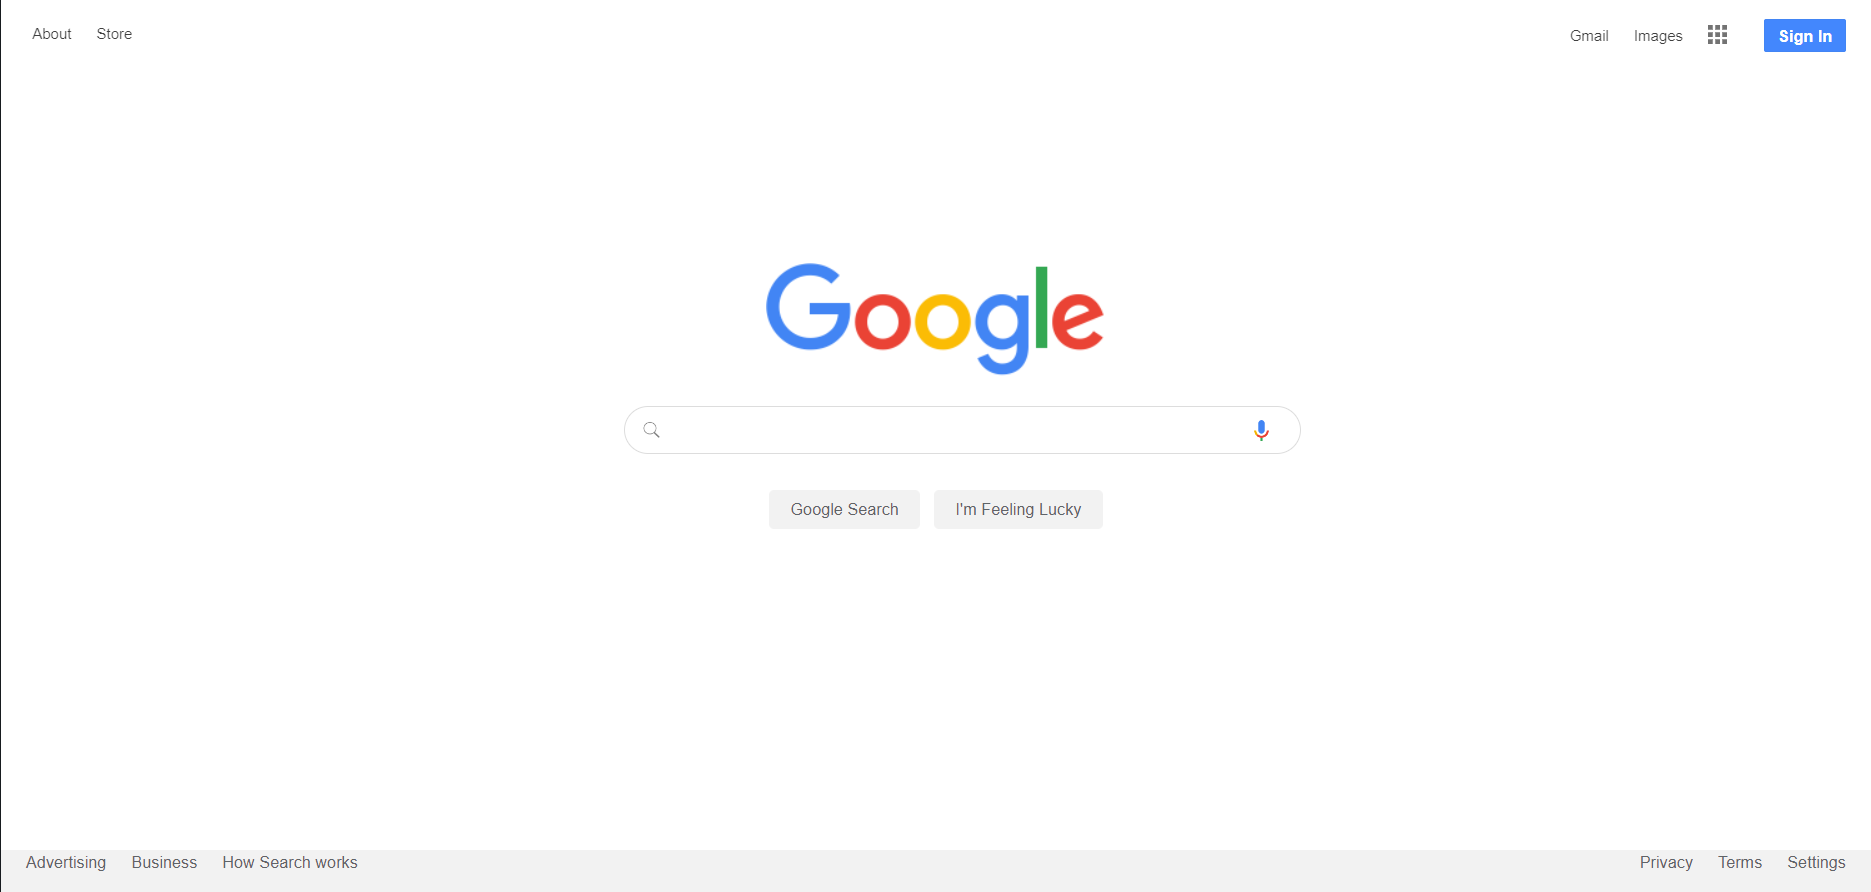 About Store Gmail Images Sign In
Google
Google Search I'm Feeling Lucky
Advertising Business How Search works Privacy Terms Settings